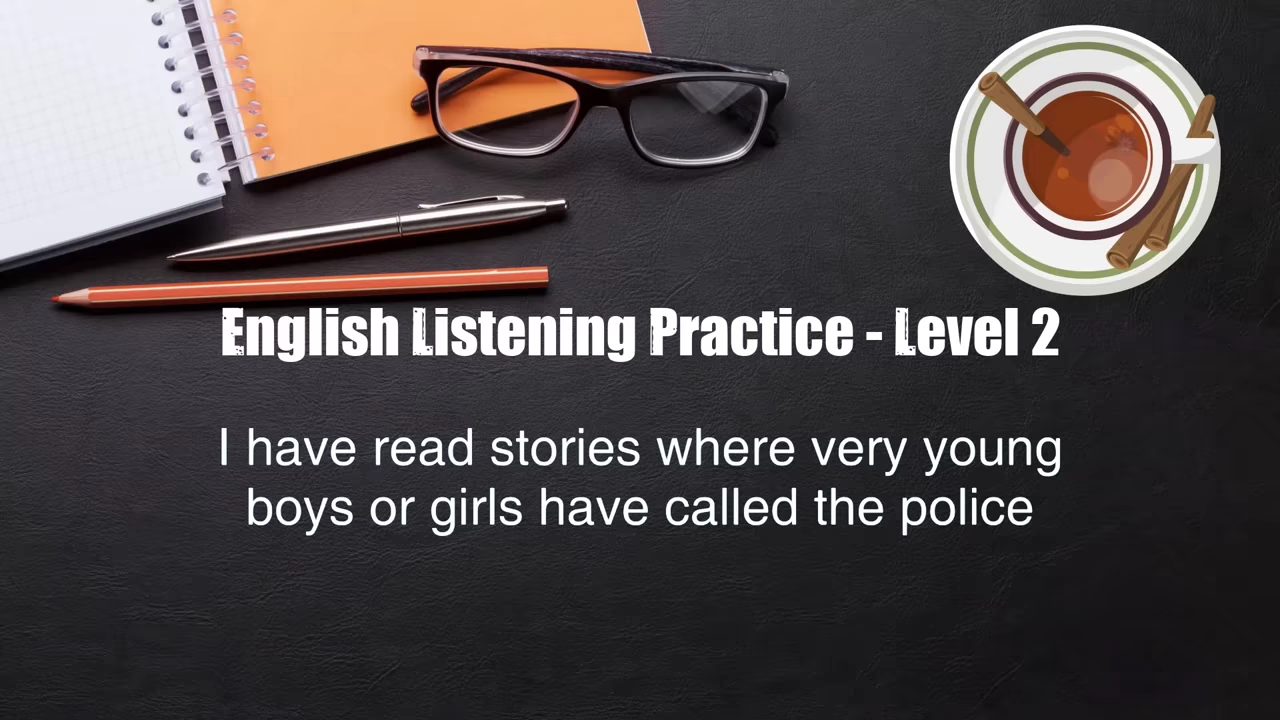 English Listening Practice - Level 2
I have read stories where very young
boys or girls have called the police